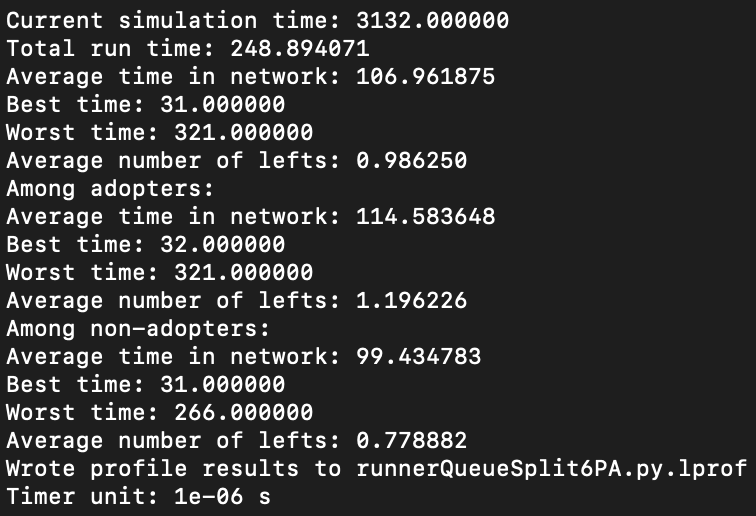 Current simulation time: 3132.000000
Total run time: 248.894071
Average time in network: 106.961875
Best time: 31.000000
Worst time: 321.000000
Average number of lefts: 0.986250
Among adopters:
Average time in network: 114.583648
Best time: 32.000000
Worst time: 321.000000
Average number of lefts: 1.196226
Among non-adopters:
Average time in network: 99.434783
Best time: 31.000000
Worst time: 266.000000
Average number of lefts: 0.778882
Wrote profile results to runnerQueueSplit6PA.py.lprof
Timer unit: 1e-06 s